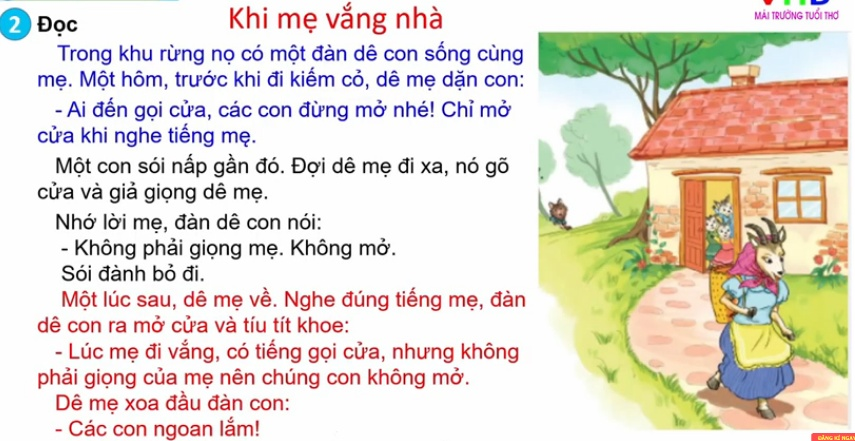 2 Đọc
Khi mẹ vắng nhà
MÁI TRƯỜNG TUỔI THƠ
Trong khu rừng nọ có một đàn dê con sống cùng
mẹ. Một hôm, trước khi đi kiếm cỏ, dê mẹ dặn con:
- Ai đến gọi cửa, các con đừng mở nhé! Chỉ mở
cửa khi nghe tiếng mẹ.
Một con sói nấp gần đó. Đợi dê mẹ đi xa, nó gõ
cửa và giả giọng dê mẹ.
Nhớ lời mẹ, đàn dê con nói:
- Không phải giọng mẹ. Không mở.
Sói đành bỏ đi.
Một lúc sau, dê mẹ về. Nghe đúng tiếng mẹ, đàn
dê con ra mở cửa và tíu tít khoe:
- Lúc mẹ đi vắng, có tiếng gọi cửa, nhưng không
phải giọng của mẹ nên chúng con không mở.
Dê mẹ xoa đầu đàn con:
- Các con ngoan lắm!
ĐĂNG KÍ NGAY